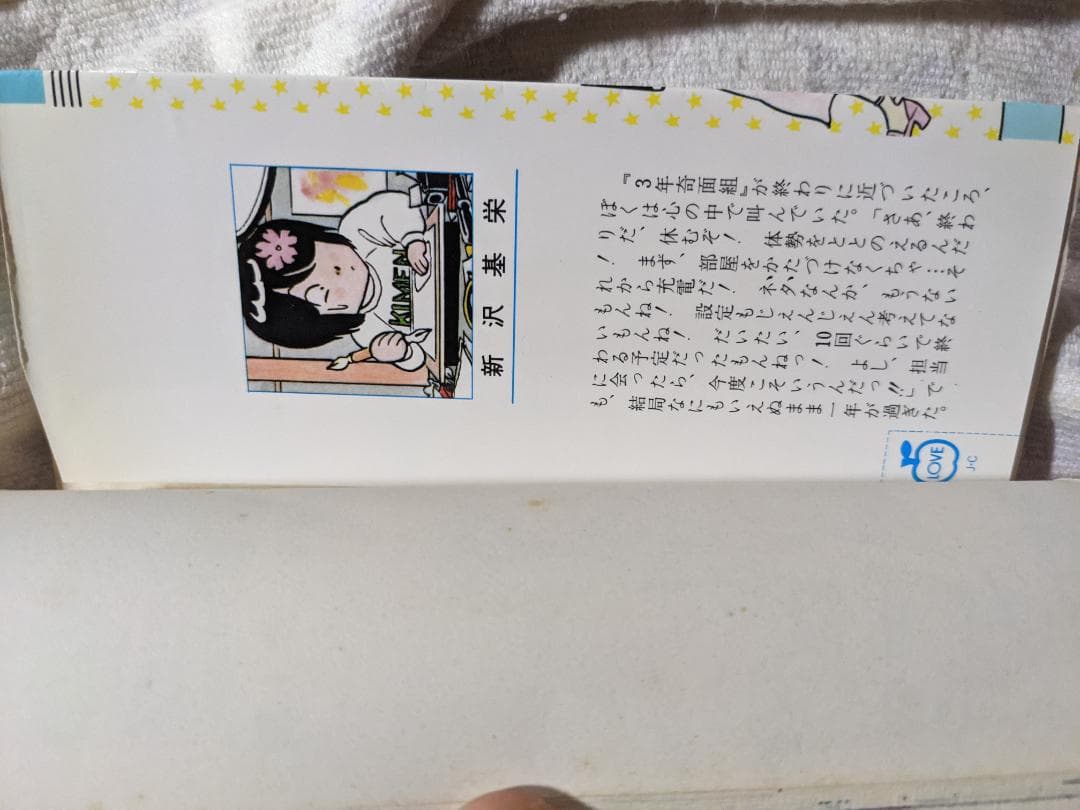 KIMEN
新沢基栄
『3年奇面組』が終わりに近づいたころ、
ぼくは心の中で叫んでいた。「さあ、終わ
りだ、休むぞ！　体勢をととのえるんだ
！　まず、部屋をかたづけなくちゃ…そ
れから充電だ！　ネタなんか、もうない
もんね！　設定もじぇんじぇん考えてな
いもんね！　だいたい、10回ぐらいで終
わる予定だったもんねっ！　よし、担当
に会ったら、今度こそいうんだっ!!」で
も、結局なにもいえぬまま一年が過ぎた。
LOVE
J・C